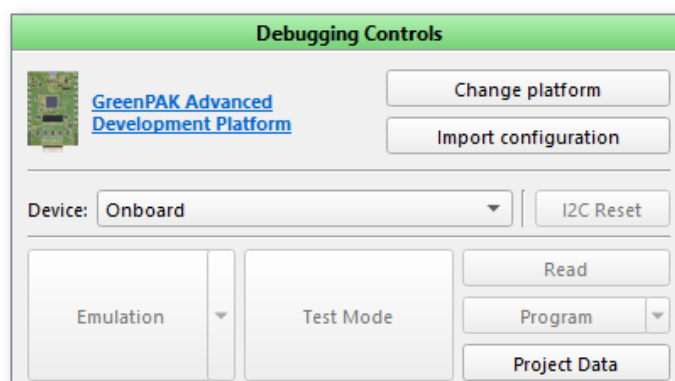 Debugging Controls
GreenPAK Advanced
Development Platform
Change platform
Import configuration
Device: Onboard
I2C Reset
Emulation
Test Mode
Read
Program
Project Data